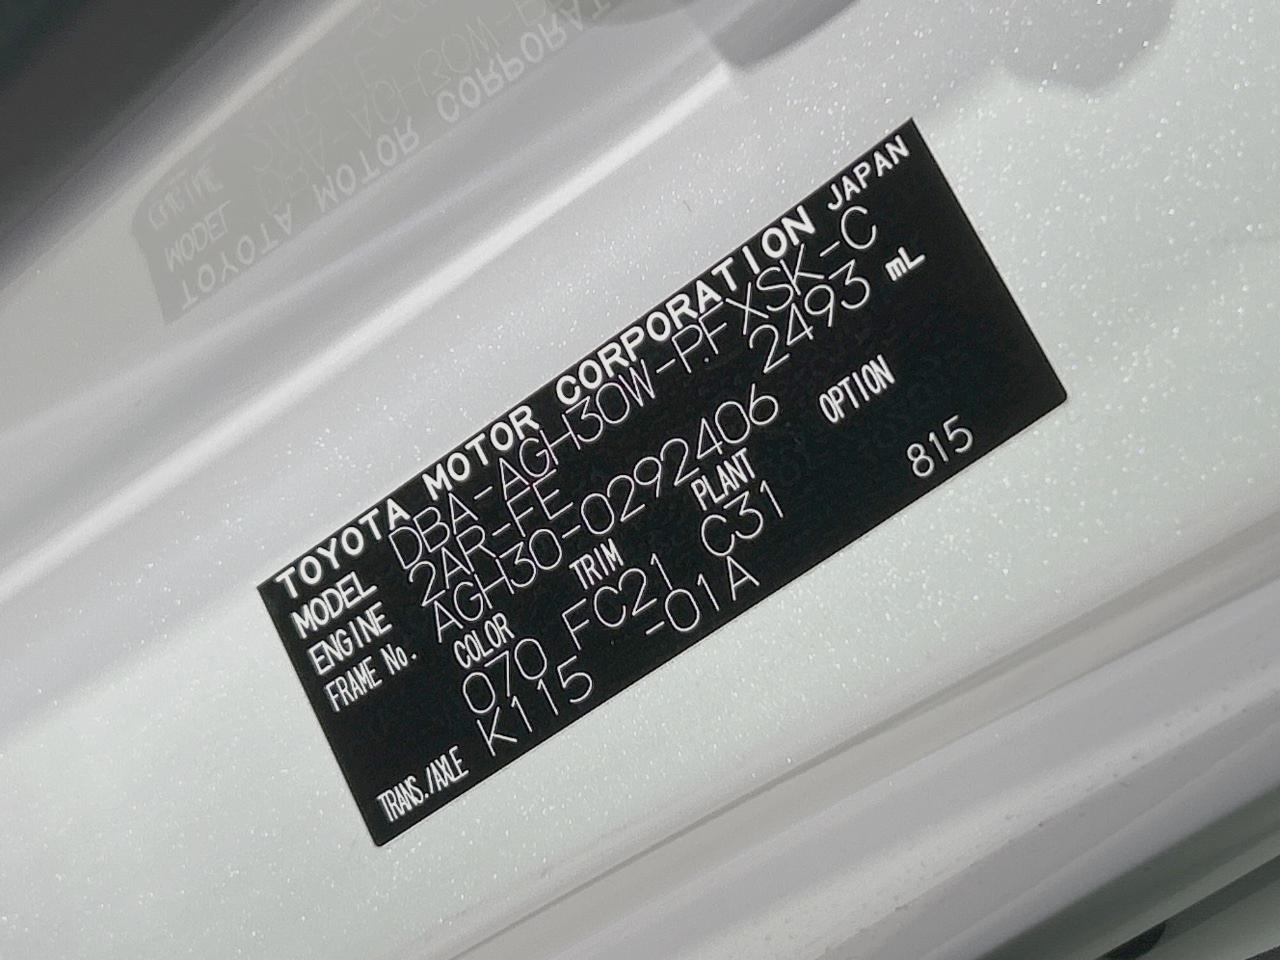 TOYOTA MOTOR CORPORATION JAPAN
MODEL DBA-AGH30W-PFXSK-C
ENGINE 2AR-FE 2493 mL
FRAME No. AGH30-0292406
COLOR TRIM PLANT OPTION
070 FC21 C31 815
TRANS./AXLE K115 -01A